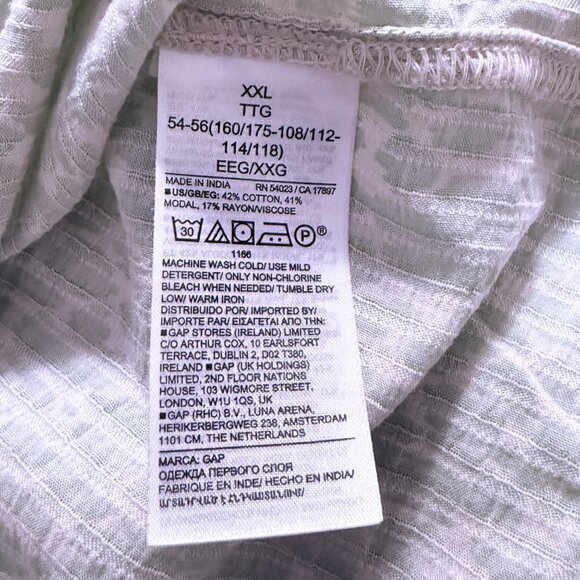 XXL
TTG
54-56(160/175-108/112-
114/118)
EEG/XXG
MADE IN INDIA RN 54023 / CA 17897
■ US/GB/EG: 42% COTTON, 41%
MODAL, 17% RAYON/VISCOSE
30 P®
1166
MACHINE WASH COLD/ USE MILD
DETERGENT/ ONLY NON-CHLORINE
BLEACH WHEN NEEDED/ TUMBLE DRY
LOW/ WARM IRON
DISTRIBUIDO POR/ IMPORTED BY/
IMPORTE PAR/ ΕΙΣΑΓΕΤΑΙ ΑΠΟ ΤΗΝ:
■ GAP STORES (IRELAND) LIMITED
C/O ARTHUR COX, 10 EARLSFORT
TERRACE, DUBLIN 2, D02 T380,
IRELAND ■ GAP (UK HOLDINGS)
LIMITED, 2ND FLOOR NATIONS
HOUSE, 103 WIGMORE STREET,
LONDON, W1U 1QS, UK
■ GAP (RHC) B.V., LUNA ARENA,
HERIKERBERGWEG 238, AMSTERDAM
1101 CM, THE NETHERLANDS
MARCA: GAP
ОДЕЖДА ПЕРВОГО СЛОЯ
FABRIQUE EN INDE/ HECHO EN INDIA/
ԱՐՏԱԴՐՎԱԾ Է ՀՆԴԿԱՍՏԱՆՈՒՄ/